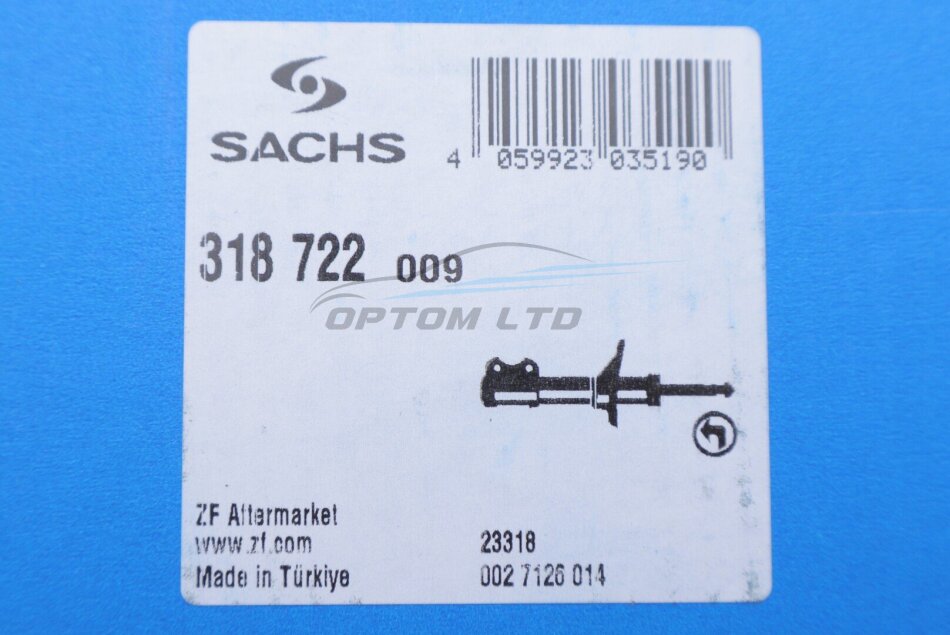 SACHS
4 059923 035190
318 722 009
OPTOM LTD
ZF Aftermarket
www.zf.com
Made in Türkiye
23318
002 7126 014